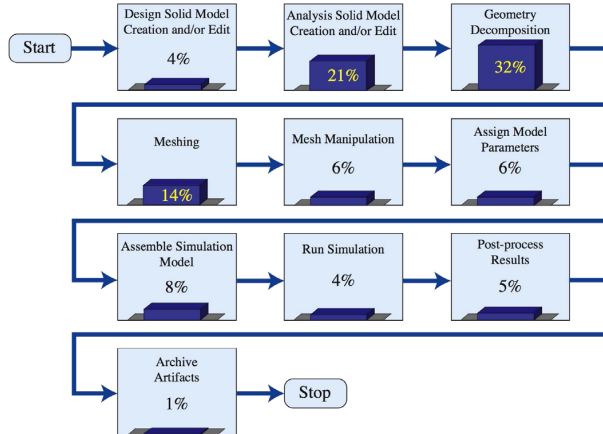 Start
Design Solid Model
Creation and/or Edit
4%
Analysis Solid Model
Creation and/or Edit
21%
Geometry
Decomposition
32%
Meshing
14%
Mesh Manipulation
6%
Assign Model
Parameters
6%
Assemble Simulation
Model
8%
Run Simulation
4%
Post-process
Results
5%
Archive
Artifacts
1%
Stop